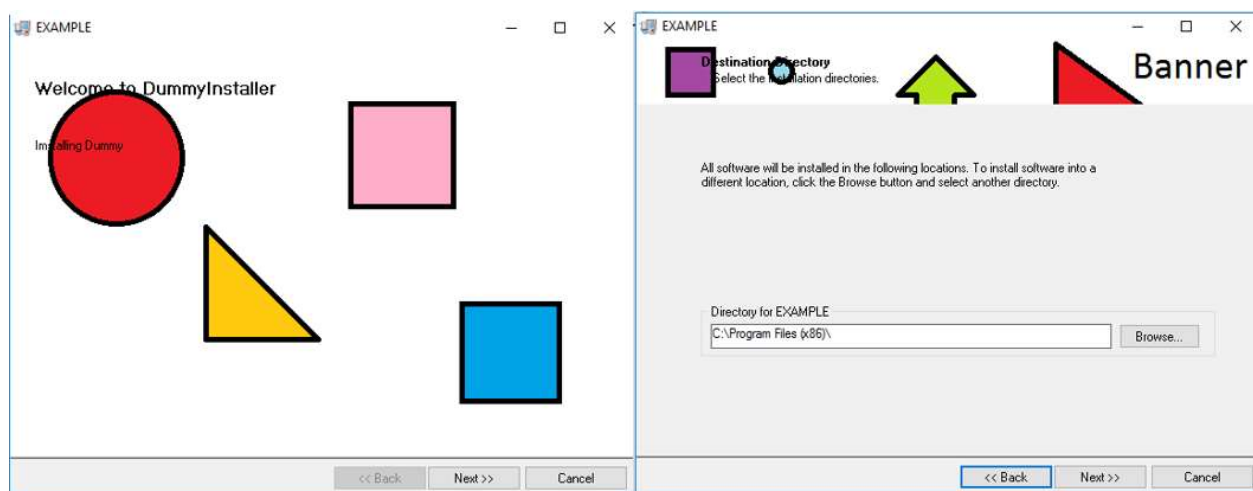 EXAMPLE
Welcome to DummyInstaller
Installing Dummy
<< Back
Next >>
Cancel
EXAMPLE
Destination Directory
Select the installation directories.
Banner
All software will be installed in the following locations. To install software into a
different location, click the Browse button and select another directory.
Directory for EXAMPLE
C:\Program Files (x86)\
Browse...
<< Back
Next >>
Cancel